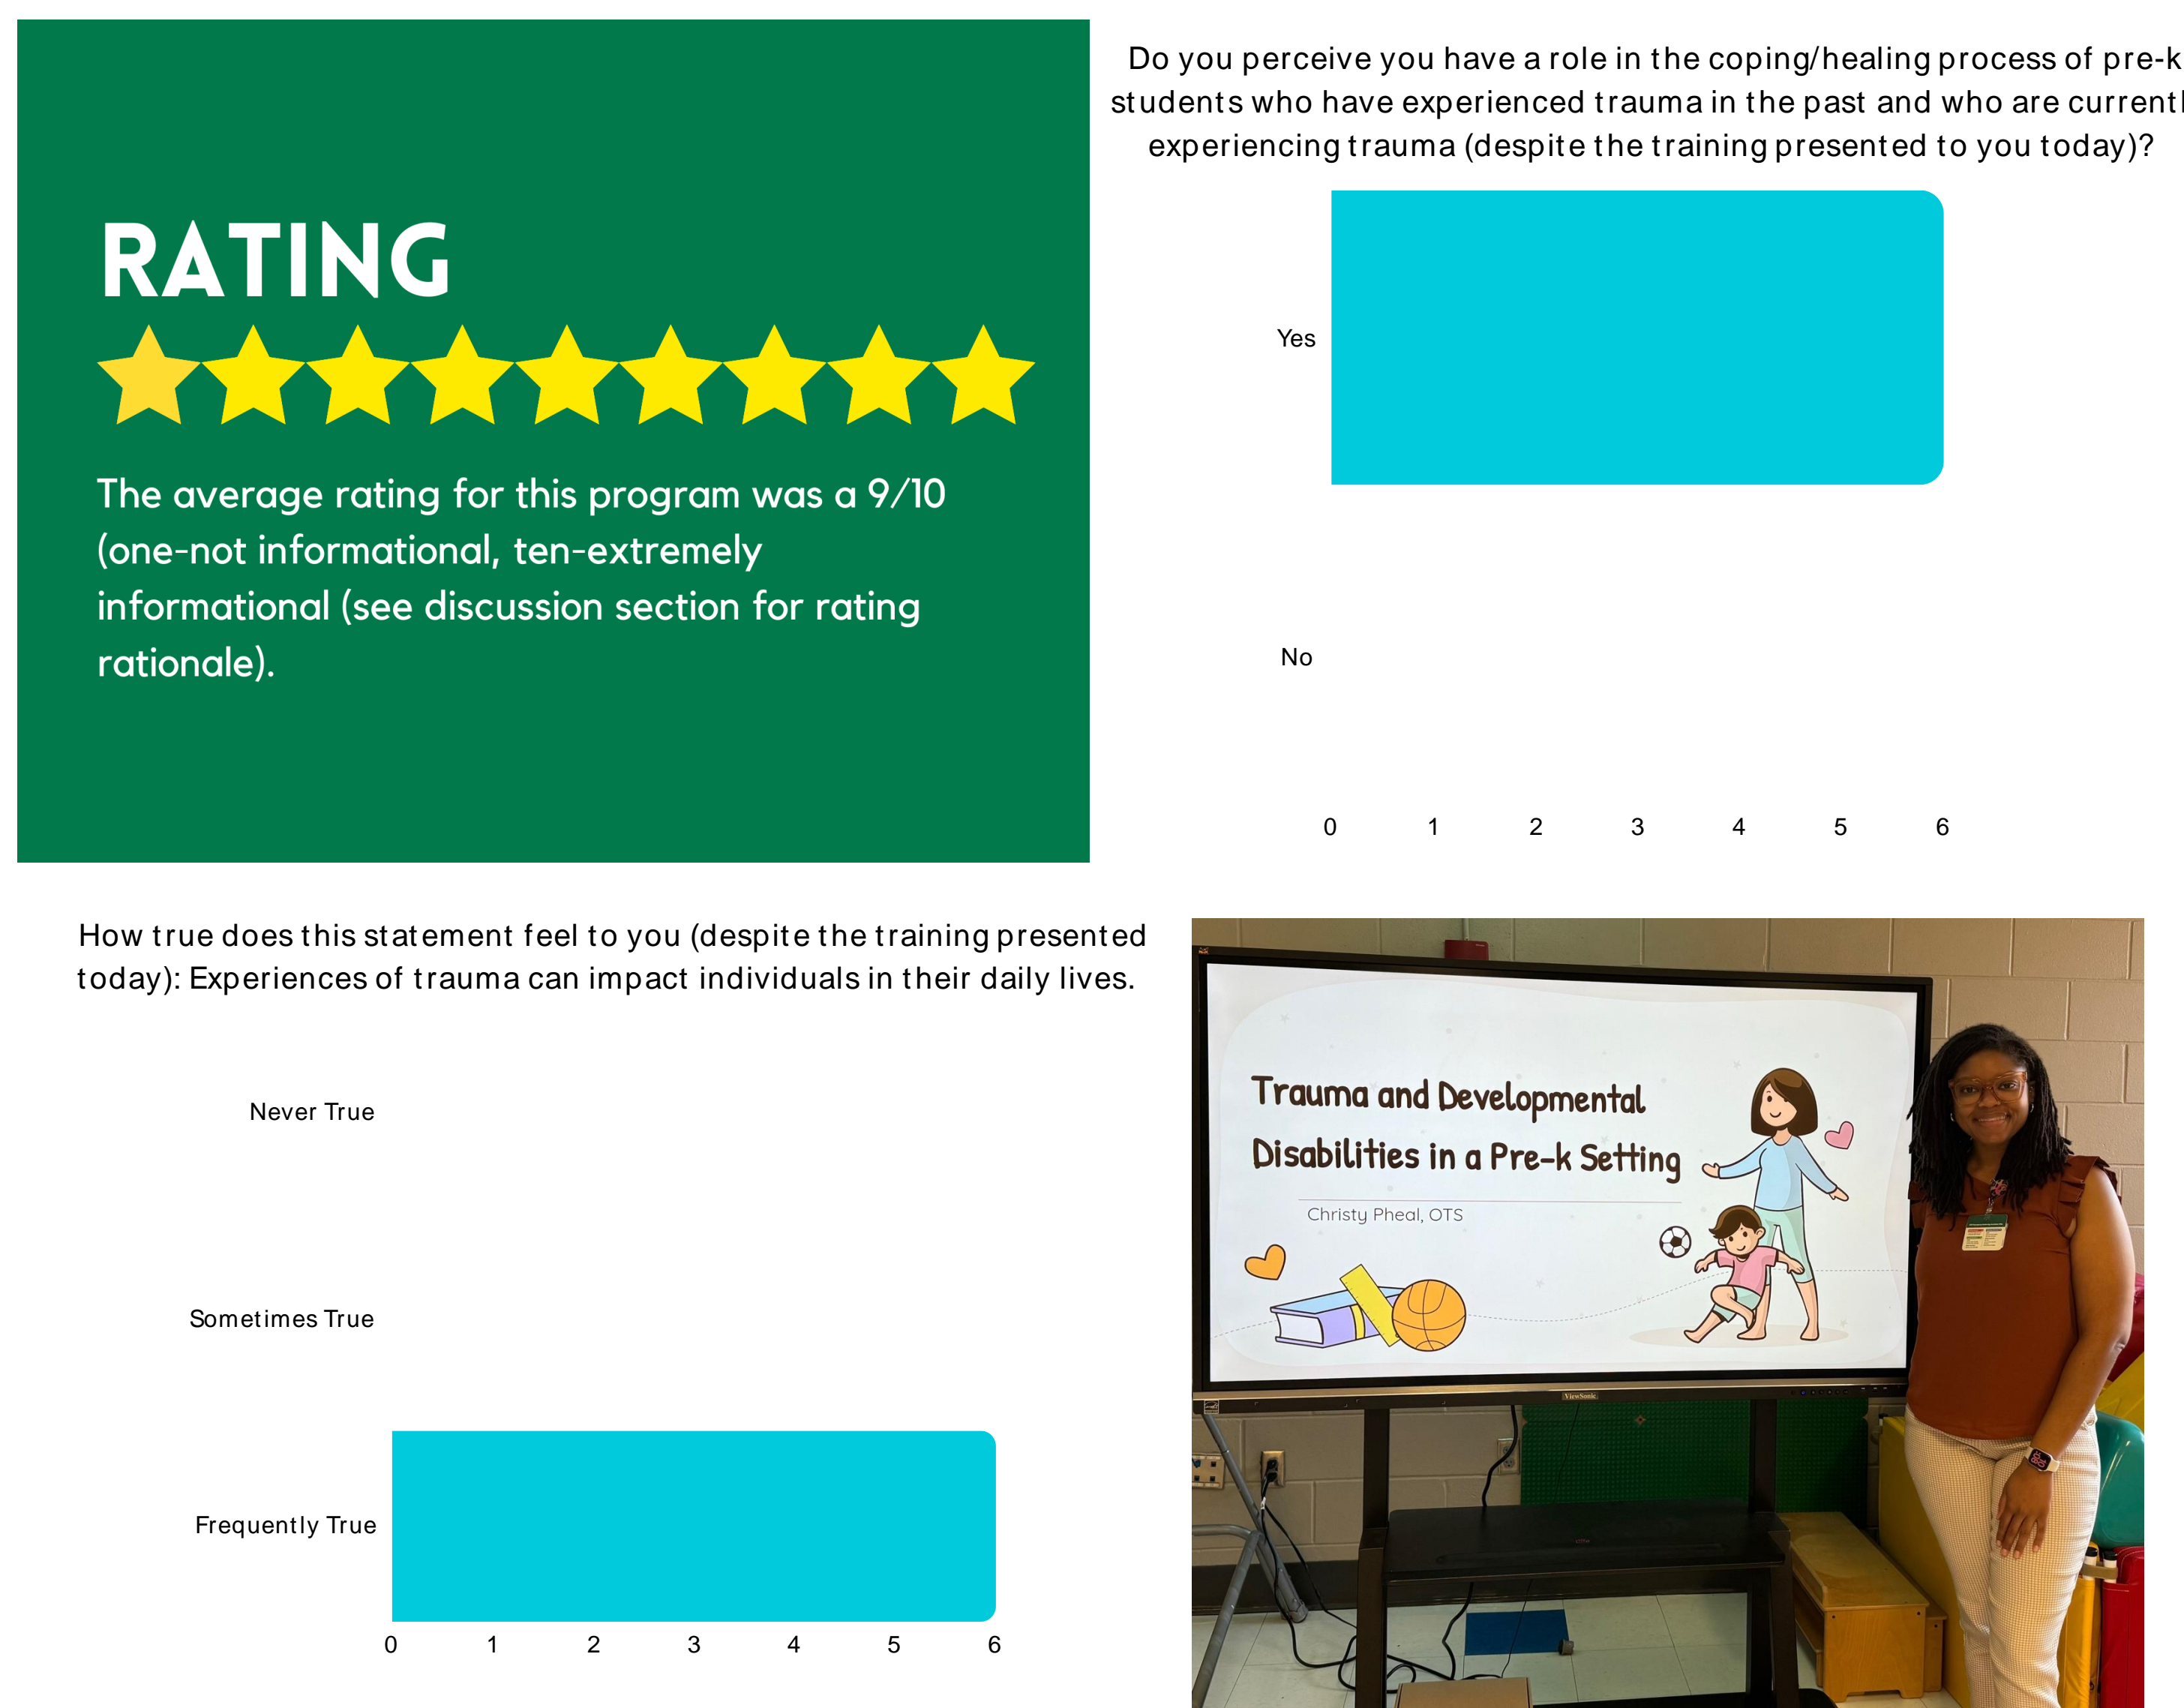 RATING
The average rating for this program was a 9/10
(one-not informational, ten-extremely
informational (see discussion section for rating
rationale).
Do you perceive you have a role in the coping/healing process of pre-k
students who have experienced trauma in the past and who are currentl
experiencing trauma (despite the training presented to you today)?
Yes
No
0 1 2 3 4 5 6
How true does this statement feel to you (despite the training presented
today): Experiences of trauma can impact individuals in their daily lives.
Never True
Sometimes True
Frequently True
0 1 2 3 4 5 6
Trauma and Developmental
Disabilities in a Pre-k Setting
Christy Pheal, OTS
ViewSonic